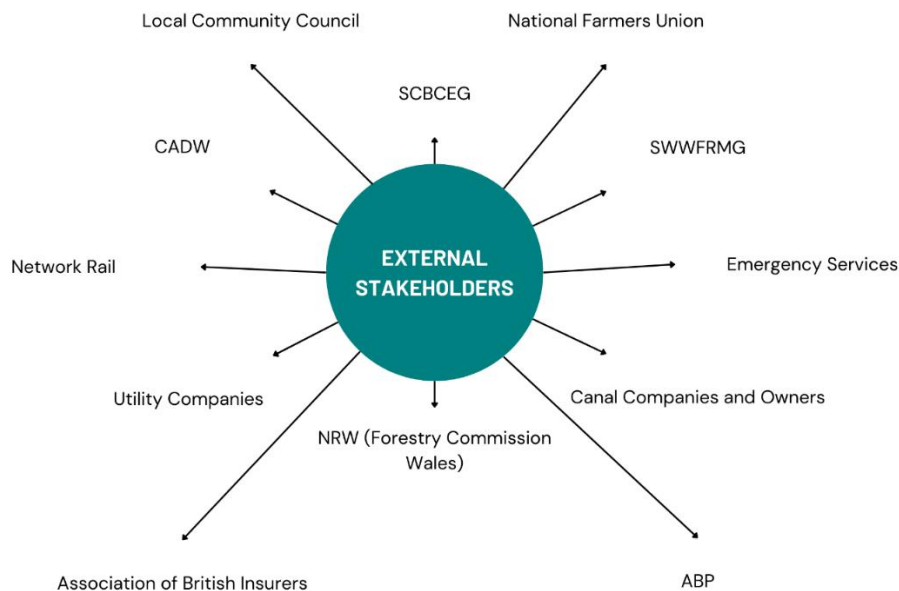 Local Community Council
National Farmers Union
SCBCEG
CADW
SWWFRMG
EXTERNAL
STAKEHOLDERS
Network Rail
Emergency Services
Utility Companies
Canal Companies and Owners
NRW (Forestry Commission
Wales)
Association of British Insurers
ABP